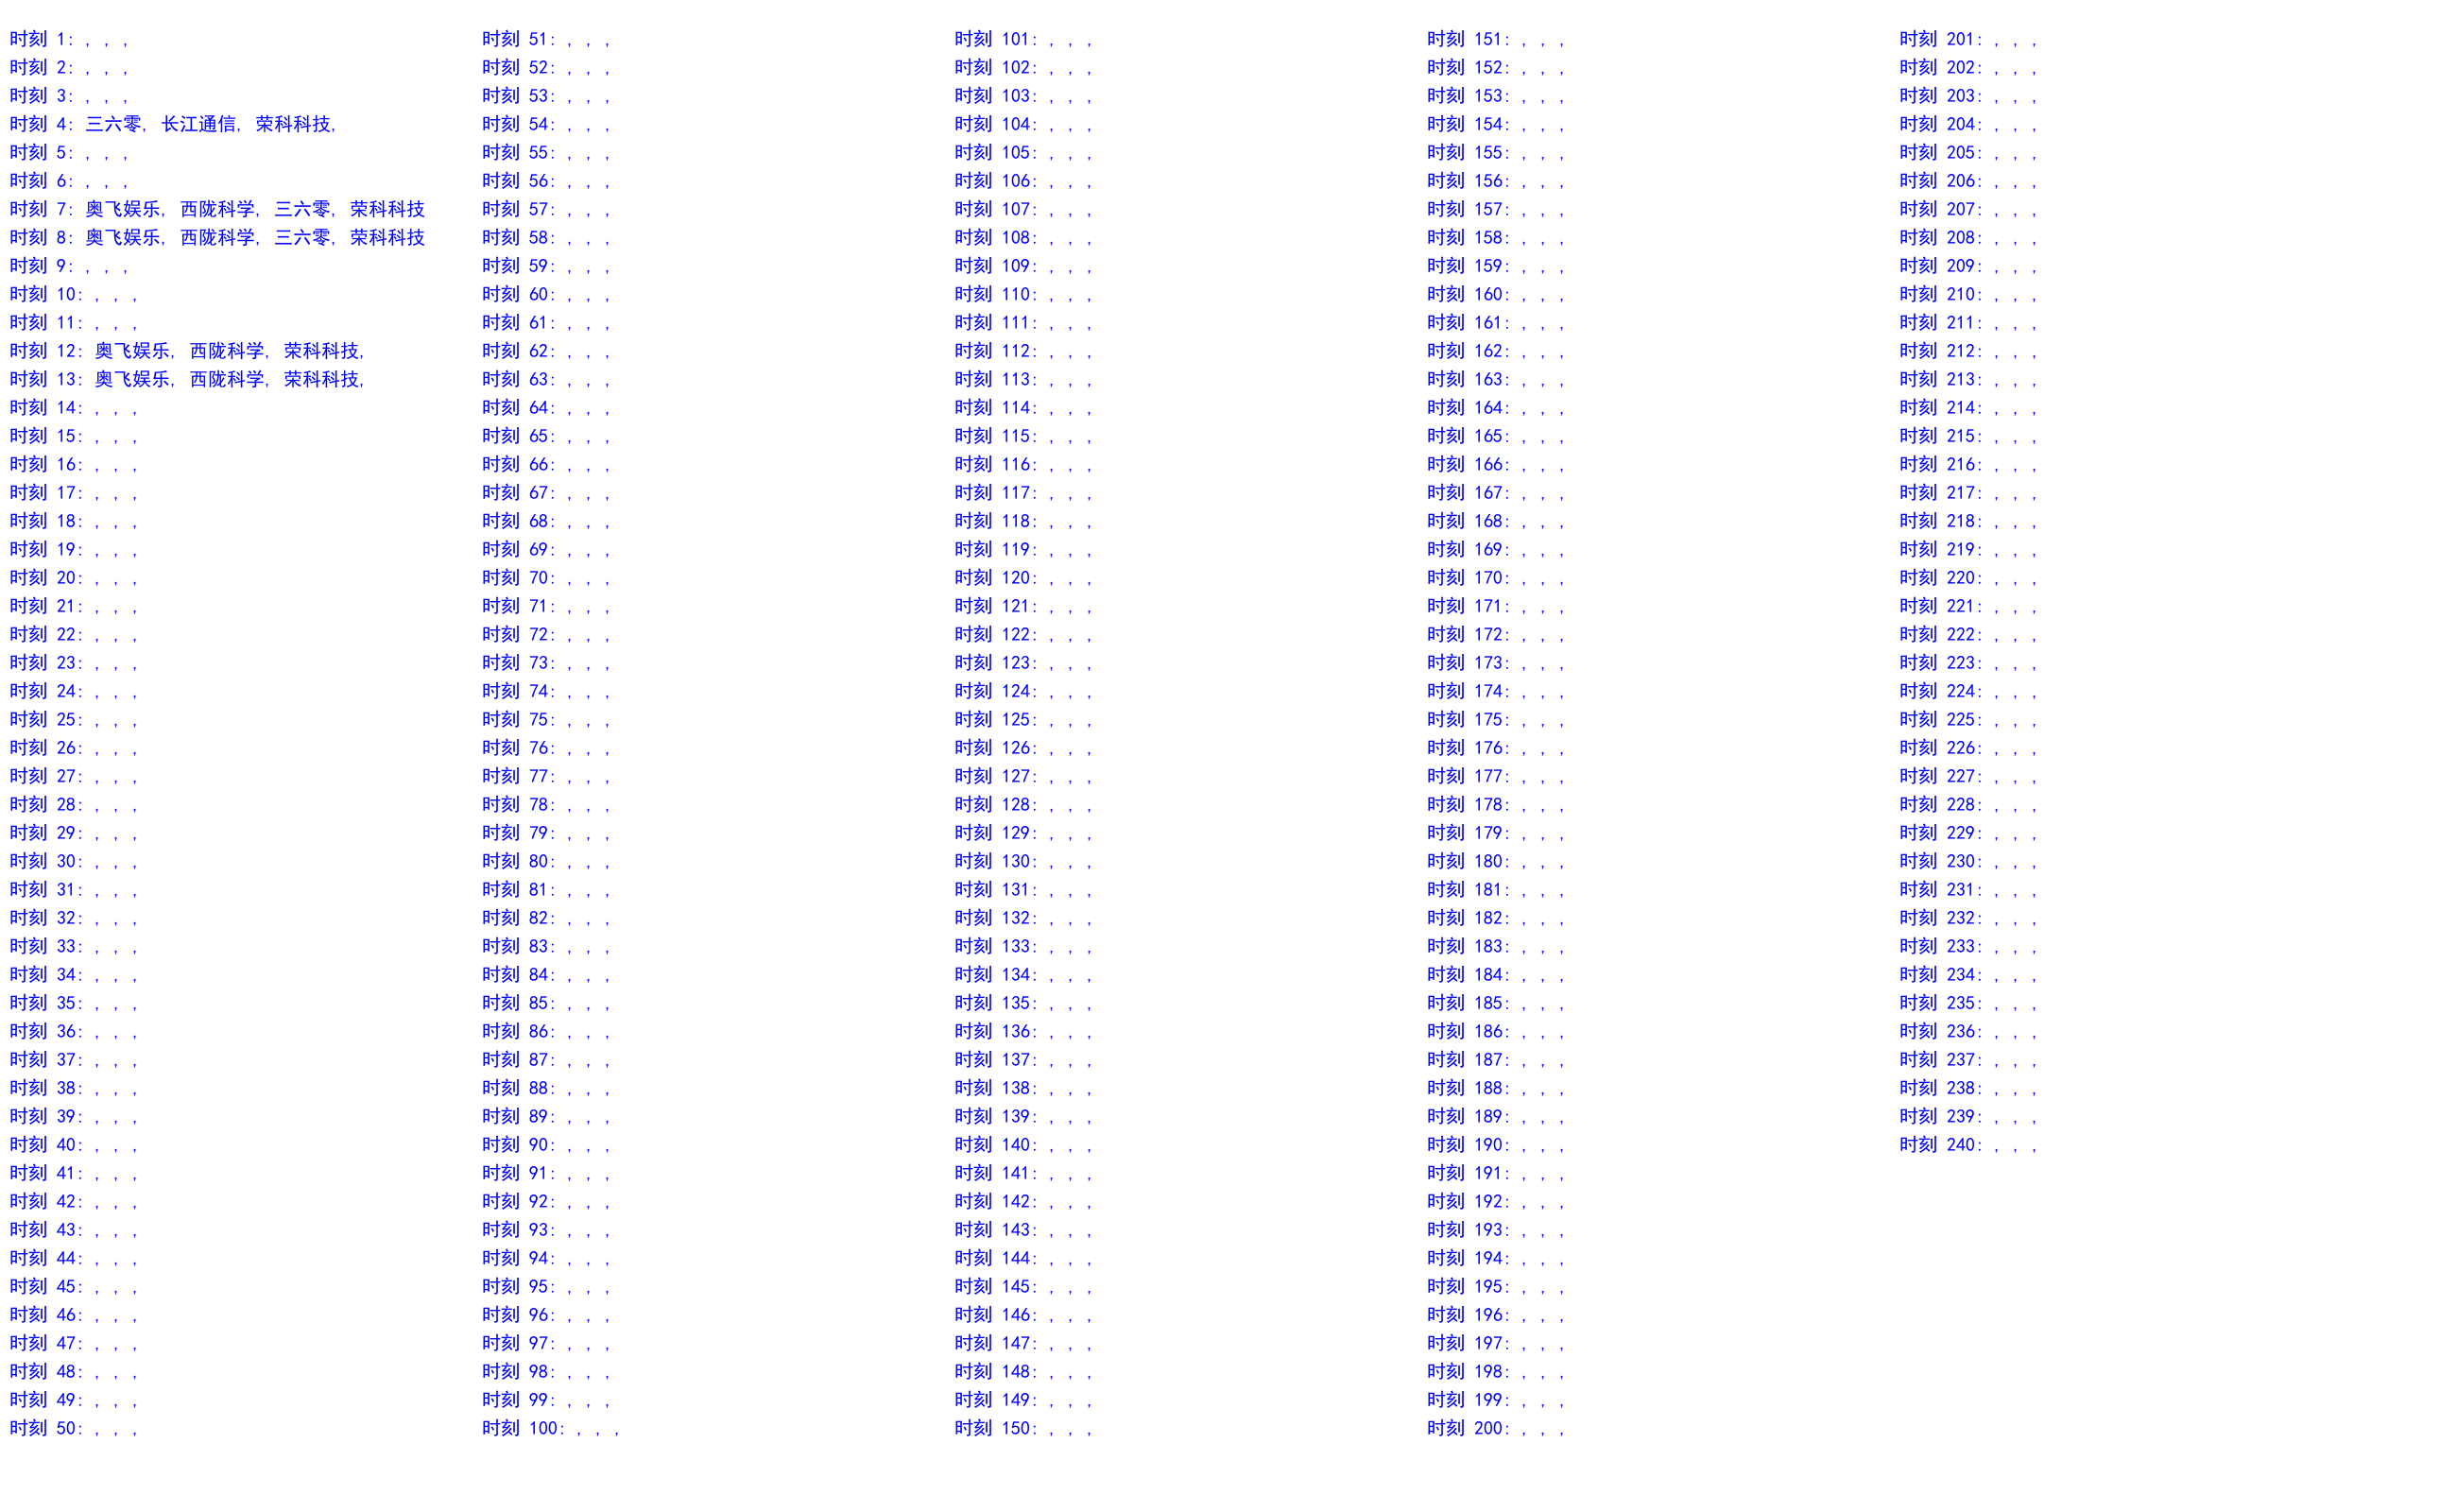 时刻 1: , , ,
时刻 2: , , ,
时刻 3: , , ,
时刻 4: 三六零, 长江通信, 荣科科技,
时刻 5: , , ,
时刻 6: , , ,
时刻 7: 奥飞娱乐, 西陇科学, 三六零, 荣科科技
时刻 8: 奥飞娱乐, 西陇科学, 三六零, 荣科科技
时刻 9: , , ,
时刻 10: , , ,
时刻 11: , , ,
时刻 12: 奥飞娱乐, 西陇科学, 荣科科技,
时刻 13: 奥飞娱乐, 西陇科学, 荣科科技,
时刻 14: , , ,
时刻 15: , , ,
时刻 16: , , ,
时刻 17: , , ,
时刻 18: , , ,
时刻 19: , , ,
时刻 20: , , ,
时刻 21: , , ,
时刻 22: , , ,
时刻 23: , , ,
时刻 24: , , ,
时刻 25: , , ,
时刻 26: , , ,
时刻 27: , , ,
时刻 28: , , ,
时刻 29: , , ,
时刻 30: , , ,
时刻 31: , , ,
时刻 32: , , ,
时刻 33: , , ,
时刻 34: , , ,
时刻 35: , , ,
时刻 36: , , ,
时刻 37: , , ,
时刻 38: , , ,
时刻 39: , , ,
时刻 40: , , ,
时刻 41: , , ,
时刻 42: , , ,
时刻 43: , , ,
时刻 44: , , ,
时刻 45: , , ,
时刻 46: , , ,
时刻 47: , , ,
时刻 48: , , ,
时刻 49: , , ,
时刻 50: , , ,
时刻 51: , , ,
时刻 52: , , ,
时刻 53: , , ,
时刻 54: , , ,
时刻 55: , , ,
时刻 56: , , ,
时刻 57: , , ,
时刻 58: , , ,
时刻 59: , , ,
时刻 60: , , ,
时刻 61: , , ,
时刻 62: , , ,
时刻 63: , , ,
时刻 64: , , ,
时刻 65: , , ,
时刻 66: , , ,
时刻 67: , , ,
时刻 68: , , ,
时刻 69: , , ,
时刻 70: , , ,
时刻 71: , , ,
时刻 72: , , ,
时刻 73: , , ,
时刻 74: , , ,
时刻 75: , , ,
时刻 76: , , ,
时刻 77: , , ,
时刻 78: , , ,
时刻 79: , , ,
时刻 80: , , ,
时刻 81: , , ,
时刻 82: , , ,
时刻 83: , , ,
时刻 84: , , ,
时刻 85: , , ,
时刻 86: , , ,
时刻 87: , , ,
时刻 88: , , ,
时刻 89: , , ,
时刻 90: , , ,
时刻 91: , , ,
时刻 92: , , ,
时刻 93: , , ,
时刻 94: , , ,
时刻 95: , , ,
时刻 96: , , ,
时刻 97: , , ,
时刻 98: , , ,
时刻 99: , , ,
时刻 100: , , ,
时刻 101: , , ,
时刻 102: , , ,
时刻 103: , , ,
时刻 104: , , ,
时刻 105: , , ,
时刻 106: , , ,
时刻 107: , , ,
时刻 108: , , ,
时刻 109: , , ,
时刻 110: , , ,
时刻 111: , , ,
时刻 112: , , ,
时刻 113: , , ,
时刻 114: , , ,
时刻 115: , , ,
时刻 116: , , ,
时刻 117: , , ,
时刻 118: , , ,
时刻 119: , , ,
时刻 120: , , ,
时刻 121: , , ,
时刻 122: , , ,
时刻 123: , , ,
时刻 124: , , ,
时刻 125: , , ,
时刻 126: , , ,
时刻 127: , , ,
时刻 128: , , ,
时刻 129: , , ,
时刻 130: , , ,
时刻 131: , , ,
时刻 132: , , ,
时刻 133: , , ,
时刻 134: , , ,
时刻 135: , , ,
时刻 136: , , ,
时刻 137: , , ,
时刻 138: , , ,
时刻 139: , , ,
时刻 140: , , ,
时刻 141: , , ,
时刻 142: , , ,
时刻 143: , , ,
时刻 144: , , ,
时刻 145: , , ,
时刻 146: , , ,
时刻 147: , , ,
时刻 148: , , ,
时刻 149: , , ,
时刻 150: , , ,
时刻 151: , , ,
时刻 152: , , ,
时刻 153: , , ,
时刻 154: , , ,
时刻 155: , , ,
时刻 156: , , ,
时刻 157: , , ,
时刻 158: , , ,
时刻 159: , , ,
时刻 160: , , ,
时刻 161: , , ,
时刻 162: , , ,
时刻 163: , , ,
时刻 164: , , ,
时刻 165: , , ,
时刻 166: , , ,
时刻 167: , , ,
时刻 168: , , ,
时刻 169: , , ,
时刻 170: , , ,
时刻 171: , , ,
时刻 172: , , ,
时刻 173: , , ,
时刻 174: , , ,
时刻 175: , , ,
时刻 176: , , ,
时刻 177: , , ,
时刻 178: , , ,
时刻 179: , , ,
时刻 180: , , ,
时刻 181: , , ,
时刻 182: , , ,
时刻 183: , , ,
时刻 184: , , ,
时刻 185: , , ,
时刻 186: , , ,
时刻 187: , , ,
时刻 188: , , ,
时刻 189: , , ,
时刻 190: , , ,
时刻 191: , , ,
时刻 192: , , ,
时刻 193: , , ,
时刻 194: , , ,
时刻 195: , , ,
时刻 196: , , ,
时刻 197: , , ,
时刻 198: , , ,
时刻 199: , , ,
时刻 200: , , ,
时刻 201: , , ,
时刻 202: , , ,
时刻 203: , , ,
时刻 204: , , ,
时刻 205: , , ,
时刻 206: , , ,
时刻 207: , , ,
时刻 208: , , ,
时刻 209: , , ,
时刻 210: , , ,
时刻 211: , , ,
时刻 212: , , ,
时刻 213: , , ,
时刻 214: , , ,
时刻 215: , , ,
时刻 216: , , ,
时刻 217: , , ,
时刻 218: , , ,
时刻 219: , , ,
时刻 220: , , ,
时刻 221: , , ,
时刻 222: , , ,
时刻 223: , , ,
时刻 224: , , ,
时刻 225: , , ,
时刻 226: , , ,
时刻 227: , , ,
时刻 228: , , ,
时刻 229: , , ,
时刻 230: , , ,
时刻 231: , , ,
时刻 232: , , ,
时刻 233: , , ,
时刻 234: , , ,
时刻 235: , , ,
时刻 236: , , ,
时刻 237: , , ,
时刻 238: , , ,
时刻 239: , , ,
时刻 240: , , ,